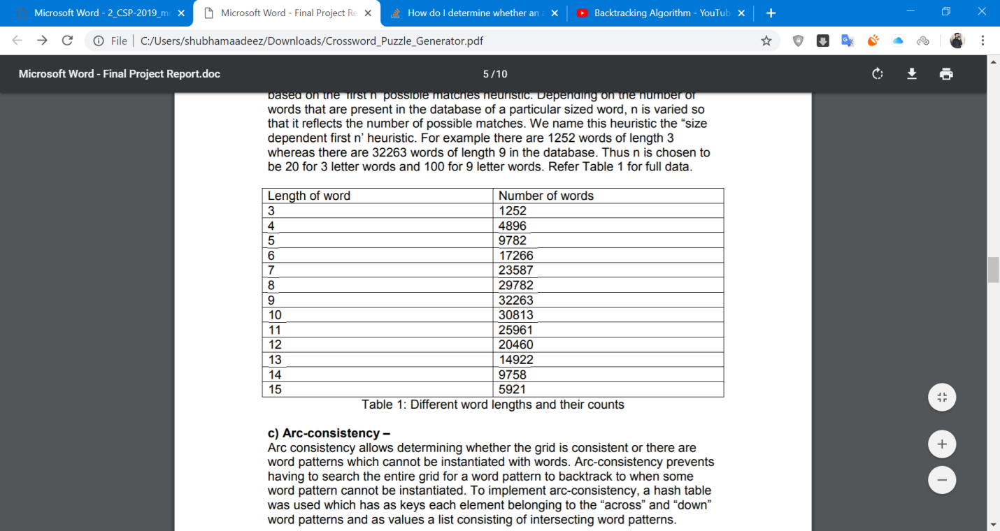 Microsoft Word - 2_CSP-2019_m
Microsoft Word - Final Project Re
How do I determine whether an a
Backtracking Algorithm - YouTub
File
C:/Users/shubhamaadeez/Downloads/Crossword_Puzzle_Generator.pdf
Microsoft Word - Final Project Report.doc
5 / 10
based on the 'first n' possible matches heuristic. Depending on the number of
words that are present in the database of a particular sized word, n is varied so
that it reflects the number of possible matches. We name this heuristic the “size
dependent first n’ heuristic. For example there are 1252 words of length 3
whereas there are 32263 words of length 9 in the database. Thus n is chosen to
be 20 for 3 letter words and 100 for 9 letter words. Refer Table 1 for full data.
Length of word Number of words
3 1252
4 4896
5 9782
6 17266
7 23587
8 29782
9 32263
10 30813
11 25961
12 20460
13 14922
14 9758
15 5921
Table 1: Different word lengths and their counts
c) Arc-consistency –
Arc consistency allows determining whether the grid is consistent or there are
word patterns which cannot be instantiated with words. Arc-consistency prevents
having to search the entire grid for a word pattern to backtrack to when some
word pattern cannot be instantiated. To implement arc-consistency, a hash table
was used which has as keys each element belonging to the “across” and “down”
word patterns and as values a list consisting of intersecting word patterns.